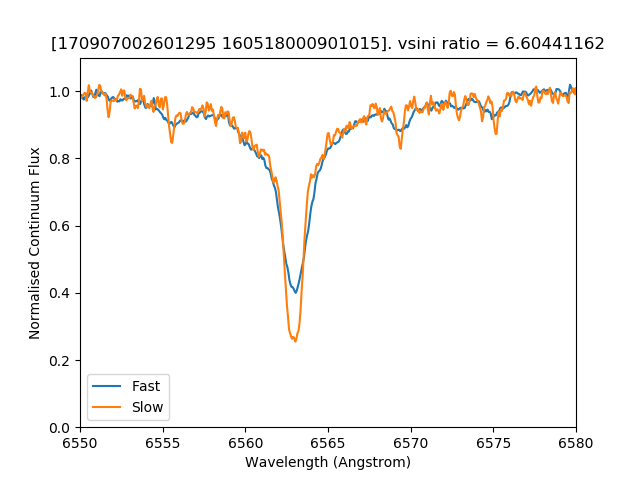 [170907002601295 160518000901015]. vsini ratio = 6.60441162
1.0
0.8
0.6
0.4
0.2
0.0
Normalised Continuum Flux
Fast
Slow
6550 6555 6560 6565 6570 6575 6580
Wavelength (Angstrom)